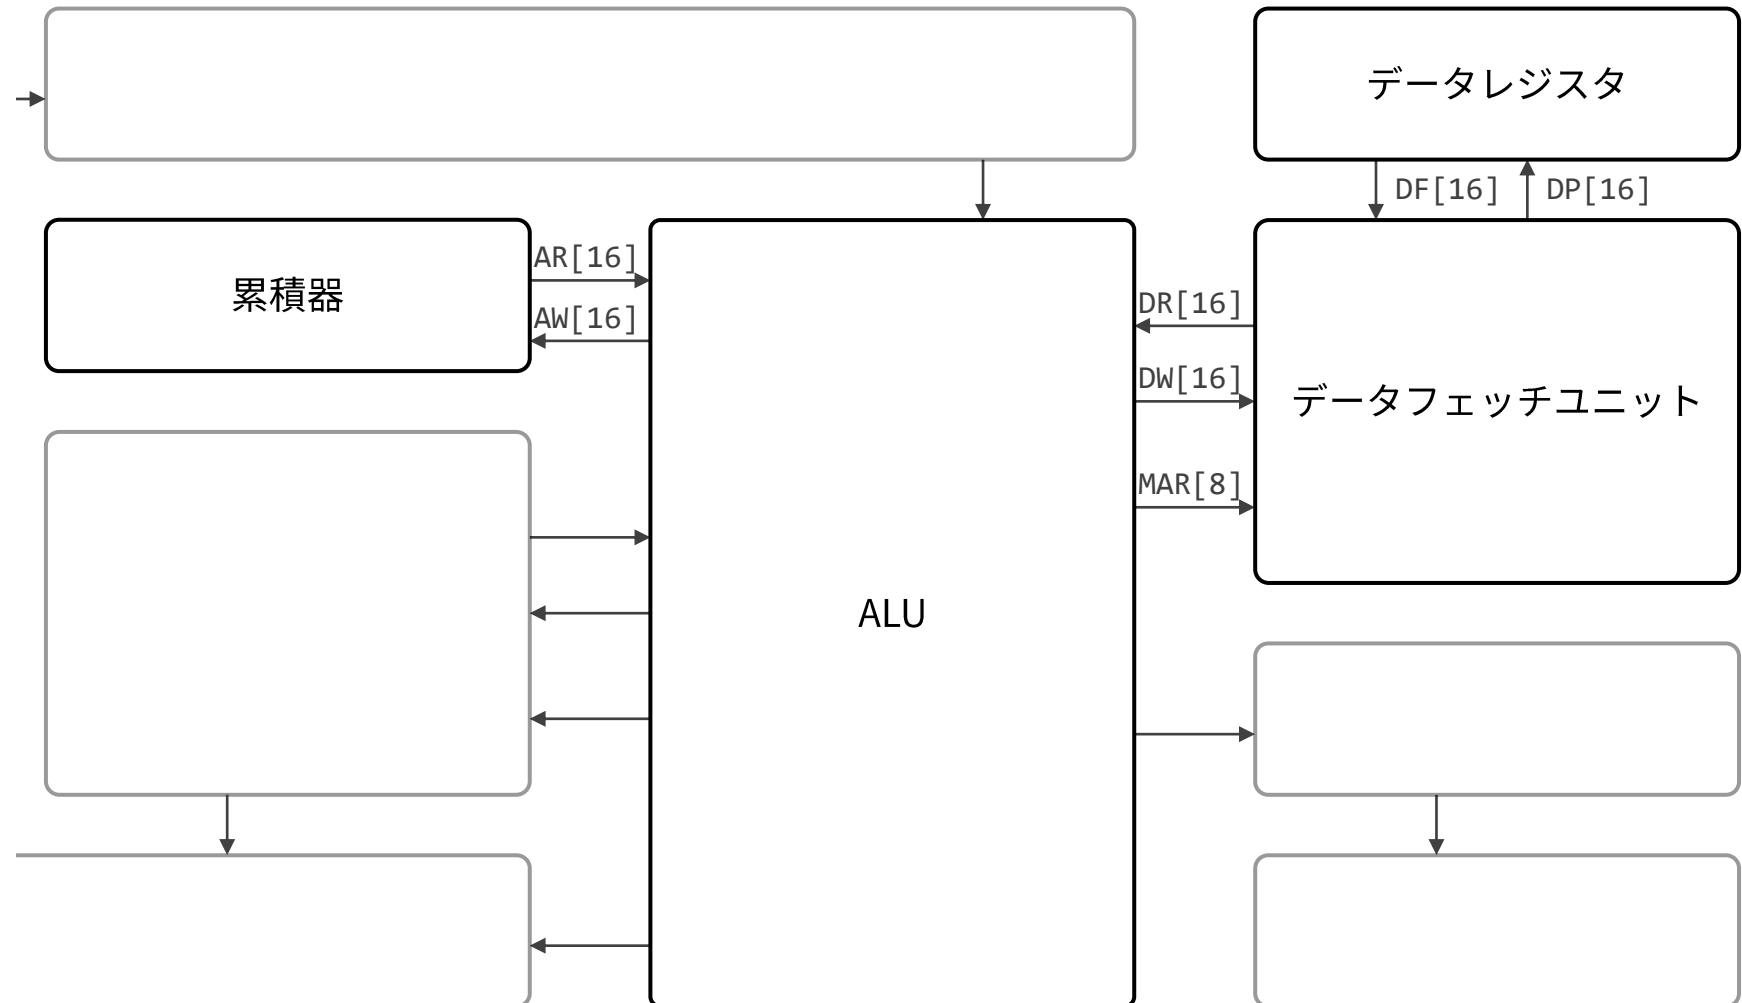 データレジスタ
DF[16]
DP[16]
累積器
AR[16]
AW[16]
DR[16]
DW[16]
MAR[8]
データフェッチユニット
ALU